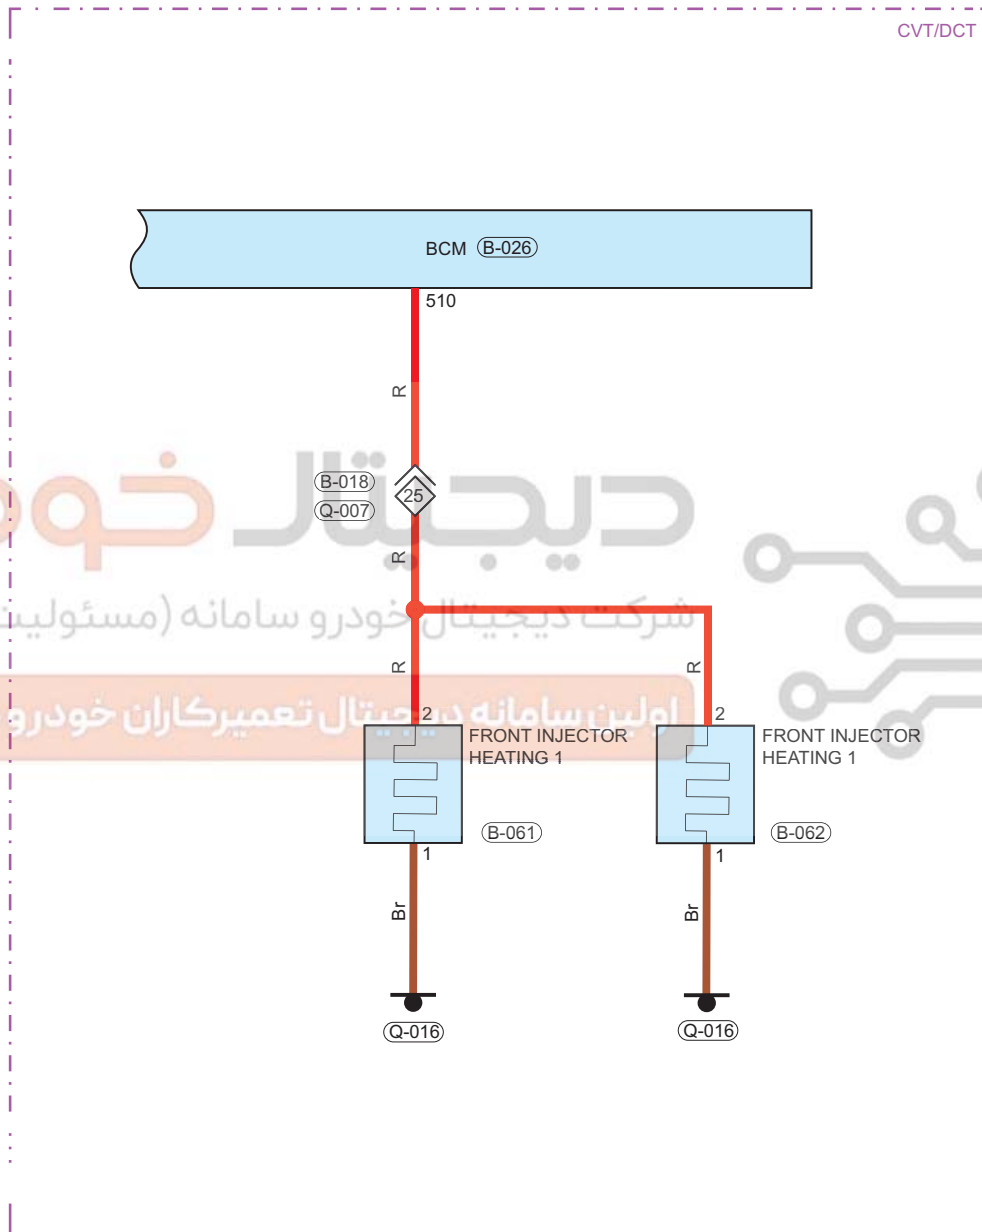 CVT/DCT
BCM B-026
510
R
B-018
25
Q-007
دیجیتال خود
R
شرکت دیجیتال خودرو سامانه (مسئولیت
R
R
اولین سامانه دیجیتال تعمیرکاران خودرو
2
2
FRONT INJECTOR
HEATING 1
FRONT INJECTOR
HEATING 1
B-061
B-062
1
1
Br
Br
Q-016
Q-016